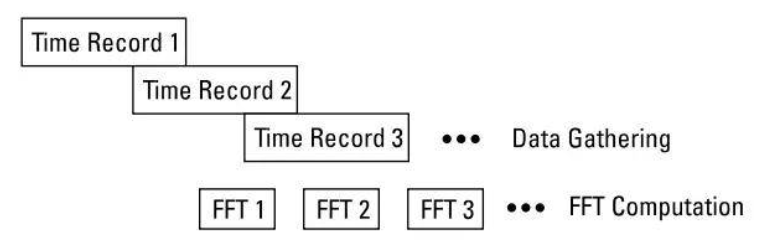 Time Record 1
Time Record 2
Time Record 3 ••• Data Gathering
FFT 1 FFT 2 FFT 3 ••• FFT Computation